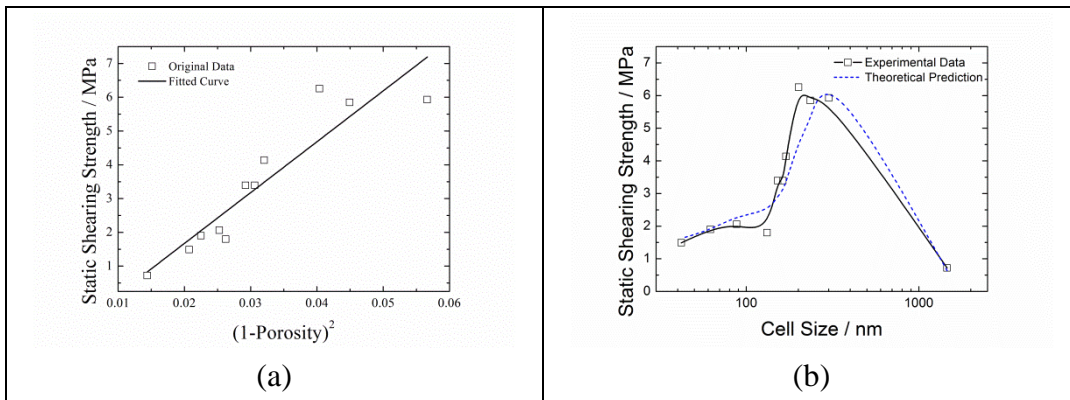 Static Shearing Strength / MPa
7
6
5
4
3
2
1
Original Data
Fitted Curve
0.01 0.02 0.03 0.04 0.05 0.06
(1-Porosity)²
(a)
Static Shearing Strength / MPa
7
6
5
4
3
2
1
0
Experimental Data
Theoretical Prediction
100 1000
Cell Size / nm
(b)